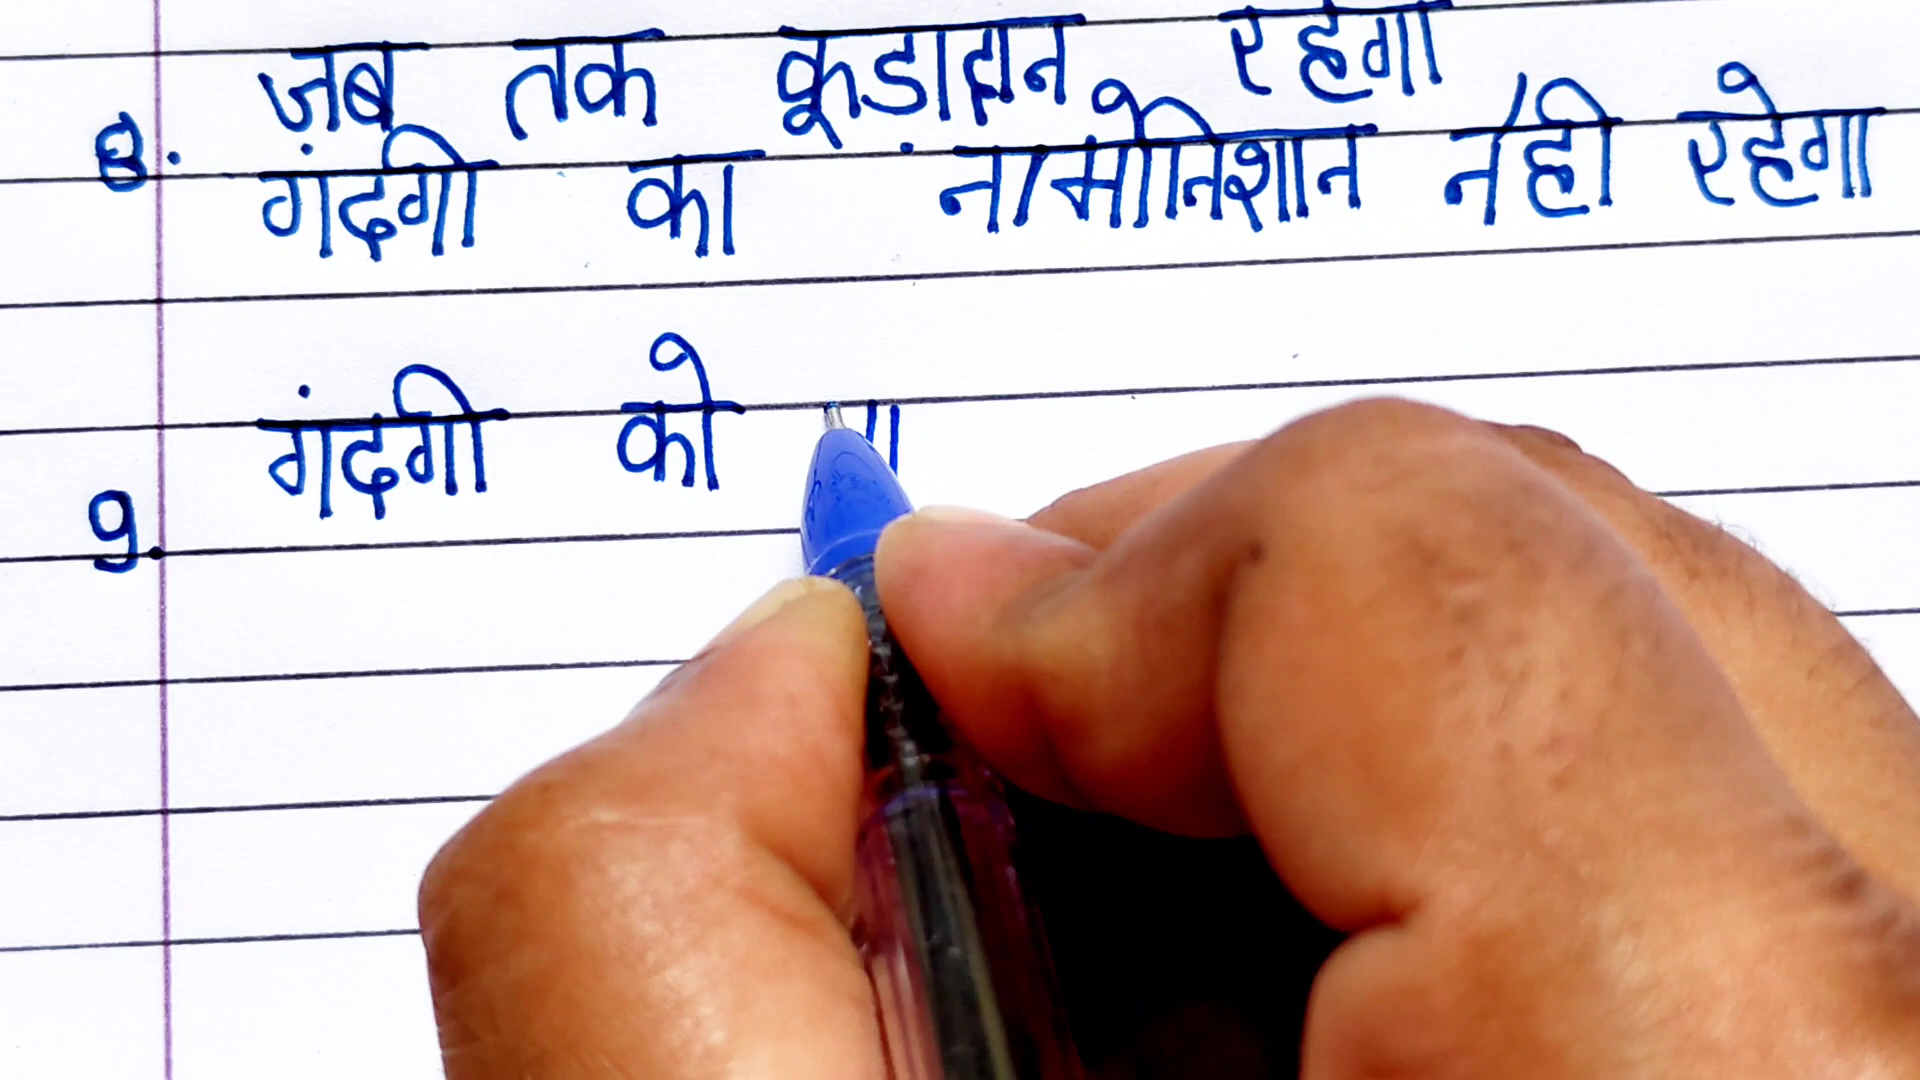 जब तक कूडादान रहेगा
8. गंदगी का नामोनिशान नही रहेगा
9. गंदगी को